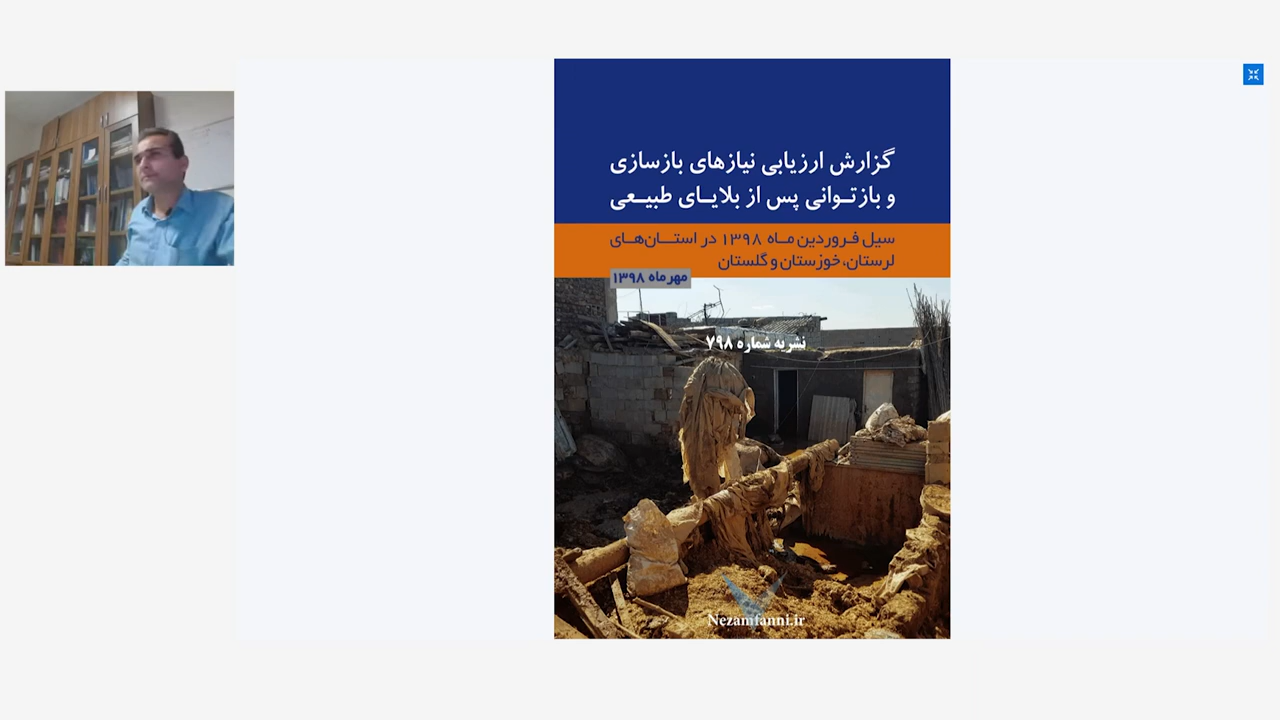 گزارش ارزیابی نیازهای بازسازی
و بازتوانی پس از بلایای طبیعی
سیل فروردین ماه ۱۳۹۸ در استان‌های
لرستان، خوزستان و گلستان
مهرماه ۱۳۹۸
نشریه شماره ۷۹۸
Nezamfanni.ir